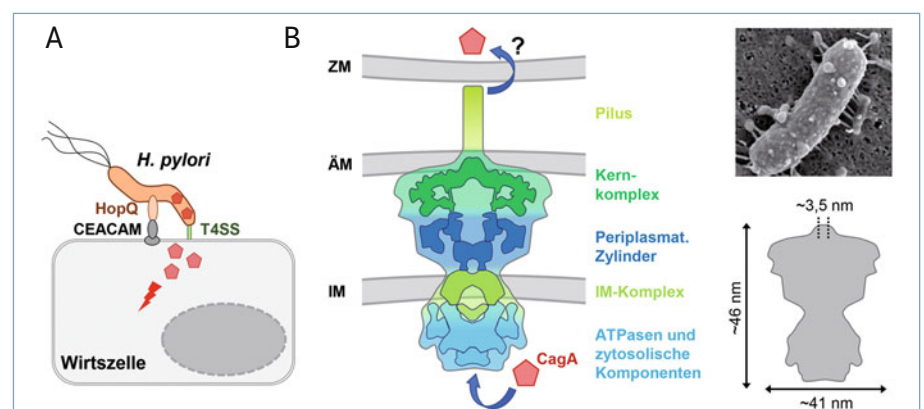 A
H. pylori
HopQ
CEACAM
T4SS
Wirtszelle
B
?
ZM
Pilus
ÄM
Kern-
komplex
Periplasmat.
Zylinder
IM
IM-Komplex
ATPasen und
zytosolische
Komponenten
CagA
~3,5 nm
~46 nm
~41 nm